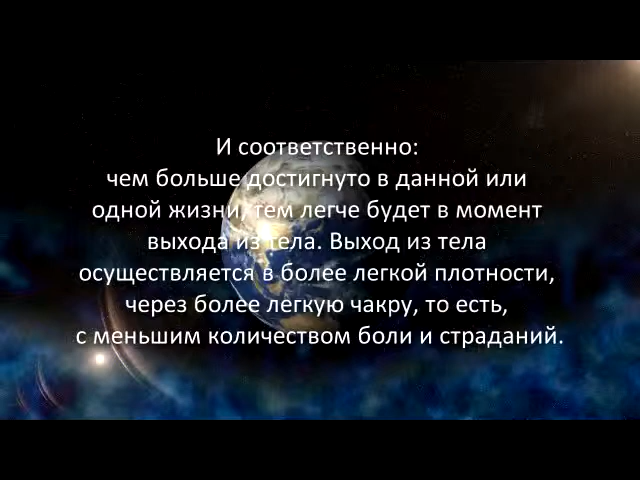 И соответственно:
чем больше достигнуто в данной или
одной жизни, тем легче будет в момент
выхода из тела. Выход из тела
осуществляется в более легкой плотности,
через более легкую чакру, то есть,
с меньшим количеством боли и страданий.